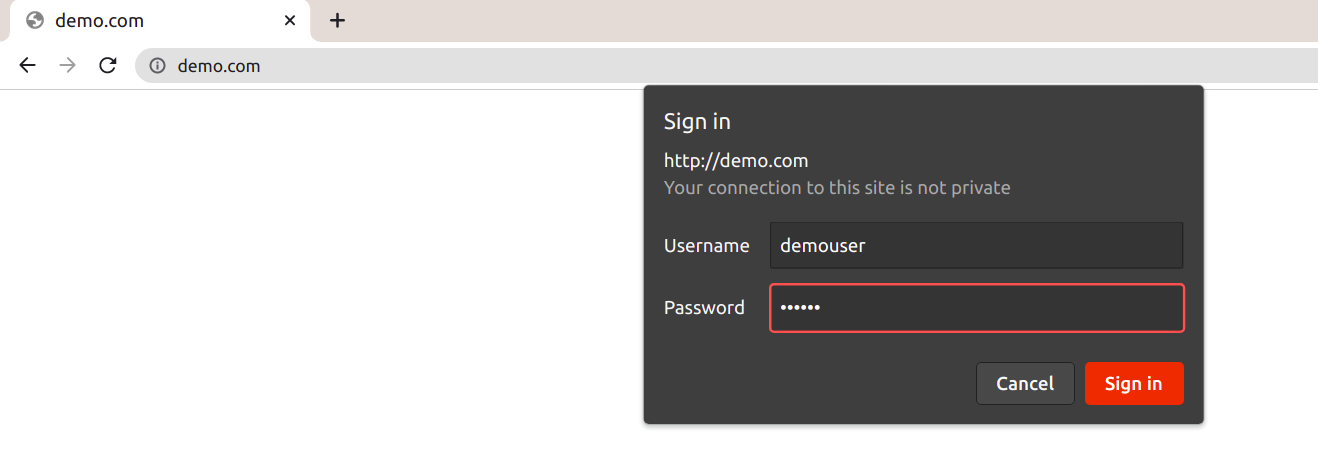 demo.com
demo.com
Sign in
http://demo.com
Your connection to this site is not private
Username demouser
Password ••••••
Cancel Sign in